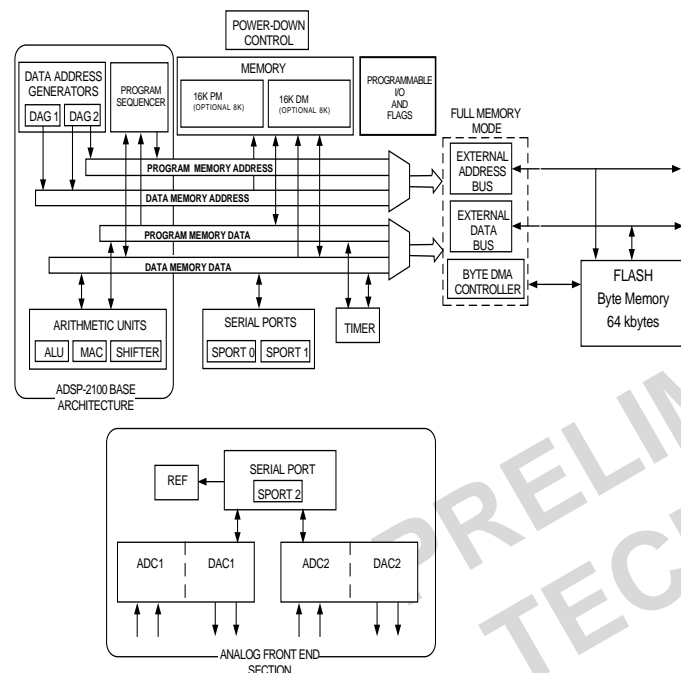 POWER-DOWN
CONTROL
DATA ADDRESS
GENERATORS
DAG 1
DAG 2
PROGRAM
SEQUENCER
MEMORY
16K PM
(OPTIONAL 8K)
16K DM
(OPTIONAL 8K)
PROGRAMMABLE
I/O
AND
FLAGS
FULL MEMORY
MODE
PROGRAM MEMORY ADDRESS
DATA MEMORY ADDRESS
PROGRAM MEMORY DATA
DATA MEMORY DATA
EXTERNAL
ADDRESS
BUS
EXTERNAL
DATA
BUS
BYTE DMA
CONTROLLER
FLASH
Byte Memory
64 kbytes
ARITHMETIC UNITS
ALU
MAC
SHIFTER
SERIAL PORTS
SPORT 0
SPORT 1
TIMER
ADSP-2100 BASE
ARCHITECTURE
REF
SERIAL PORT
SPORT 2
ADC1
DAC1
ADC2
DAC2
ANALOG FRONT END
SECTION
PRELIM
TECH